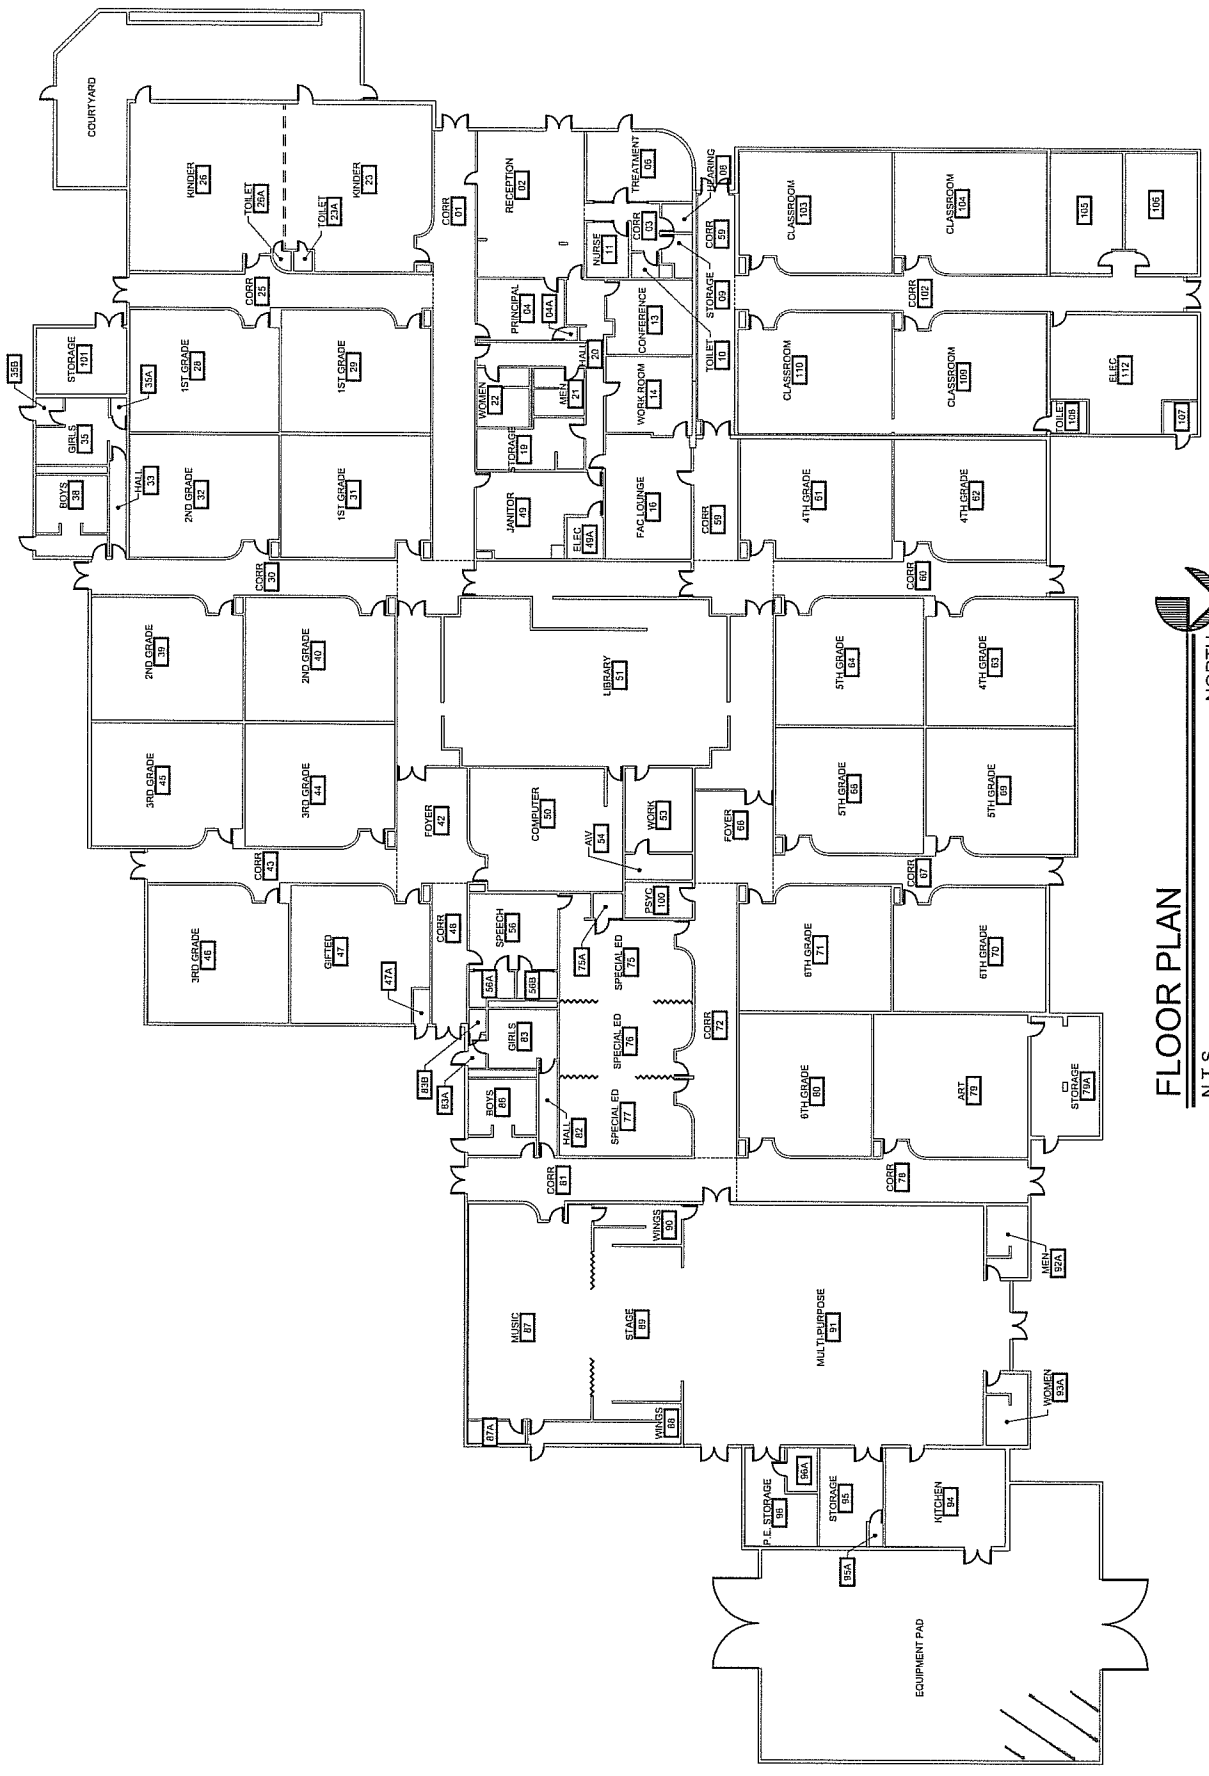 COURTYARD
KINDER
26
TOILET
26A
TOILET
23A
KINDER
23
CORR
25
CORR
01
RECEPTION
02
TREATMENT
06
HEARING
08
NURSE
11
CORR
03
STORAGE
09
TOILET
10
PRINCIPAL
04
04A
CONFERENCE
13
HALL
20
WORK ROOM
14
WOMEN
22
MEN
21
STORAGE
19
JANITOR
49
ELEC
49A
FAC LOUNGE
16
CORR
59
CORR
59
35B
STORAGE
101
35A
GIRLS
35
BOYS
38
HALL
33
1ST GRADE
28
1ST GRADE
29
2ND GRADE
32
1ST GRADE
31
CORR
30
CLASSROOM
103
CLASSROOM
104
105
106
CORR
102
CLASSROOM
110
CLASSROOM
109
TOILET
108
ELEC
112
107
4TH GRADE
61
4TH GRADE
62
CORR
60
2ND GRADE
39
2ND GRADE
40
3RD GRADE
45
3RD GRADE
44
CORR
43
FOYER
42
LIBRARY
51
COMPUTER
50
WORK
53
AW
54
PSYC
100
FOYER
66
5TH GRADE
64
4TH GRADE
63
5TH GRADE
68
5TH GRADE
69
CORR
67
3RD GRADE
46
GIFTED
47
47A
CORR
48
SPEECH
56
56A
56B
75A
SPECIAL ED
75
SPECIAL ED
76
SPECIAL ED
77
CORR
72
6TH GRADE
71
6TH GRADE
70
6TH GRADE
80
ART
79
STORAGE
79A
83B
83A
GIRLS
83
BOYS
86
HALL
82
CORR
81
CORR
78
MUSIC
87
87A
STAGE
89
WINGS
90
WINGS
88
MULTI-PURPOSE
91
MEN
92A
WOMEN
93A
P.E. STORAGE
96
96A
STORAGE
95
95A
KITCHEN
94
EQUIPMENT PAD
FLOOR PLAN
N.T.S.
NORTH